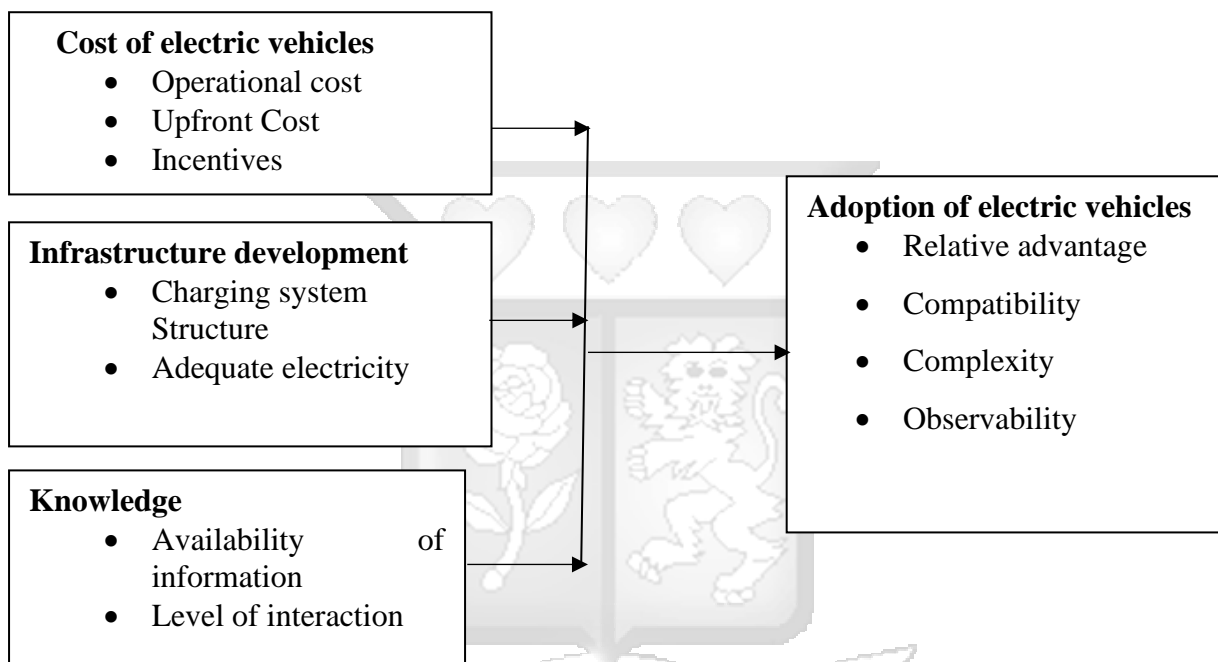 Cost of electric vehicles
• Operational cost
• Upfront Cost
• Incentives
Infrastructure development
• Charging system
Structure
• Adequate electricity
Knowledge
• Availability of
information
• Level of interaction
Adoption of electric vehicles
• Relative advantage
• Compatibility
• Complexity
• Observability